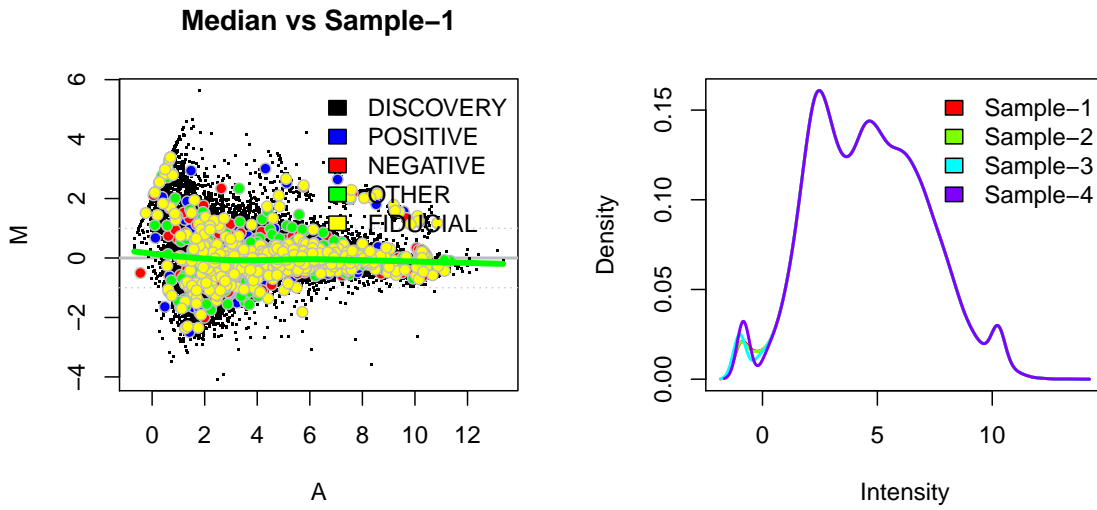 Median vs Sample−1
6
4
2
0
−2
−4
M
0 2 4 6 8 10 12
A
DISCOVERY
POSITIVE
NEGATIVE
OTHER
FIDUCIAL
0.15
0.10
0.05
0.00
Density
0 5 10
Intensity
Sample−1
Sample−2
Sample−3
Sample−4